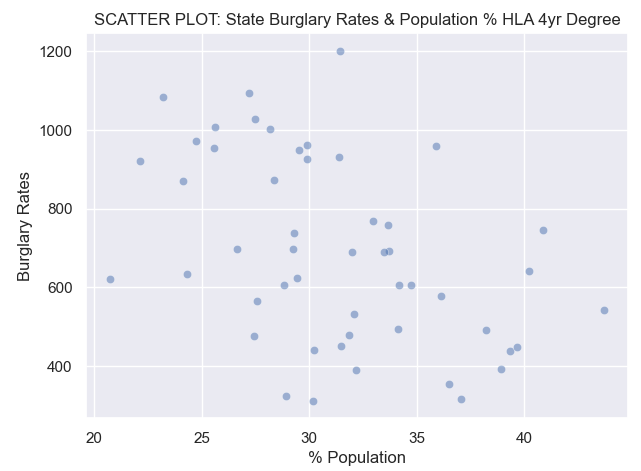 SCATTER PLOT: State Burglary Rates & Population % HLA 4yr Degree
1200
1000
800
600
400
Burglary Rates
20 25 30 35 40
% Population